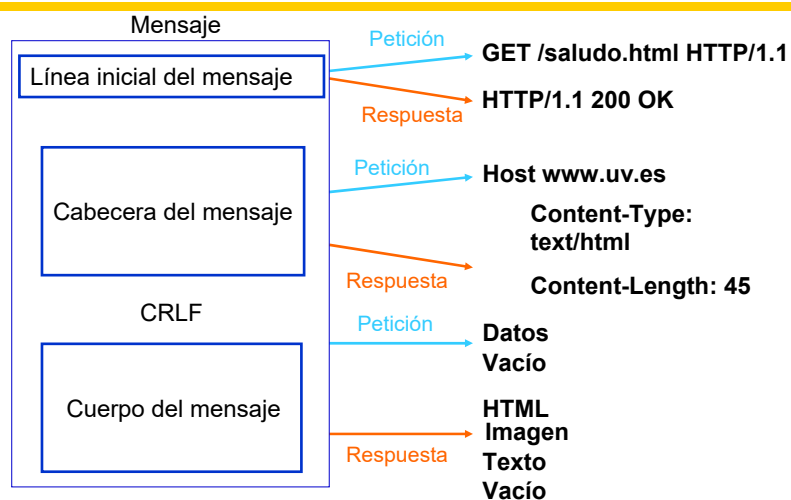 Mensaje
Línea inicial del mensaje
Petición
GET /saludo.html HTTP/1.1
Respuesta
HTTP/1.1 200 OK
Cabecera del mensaje
Petición
Host www.uv.es
Respuesta
Content-Type:
text/html
Content-Length: 45
CRLF
Cuerpo del mensaje
Petición
Datos
Vacío
Respuesta
HTML
Imagen
Texto
Vacío